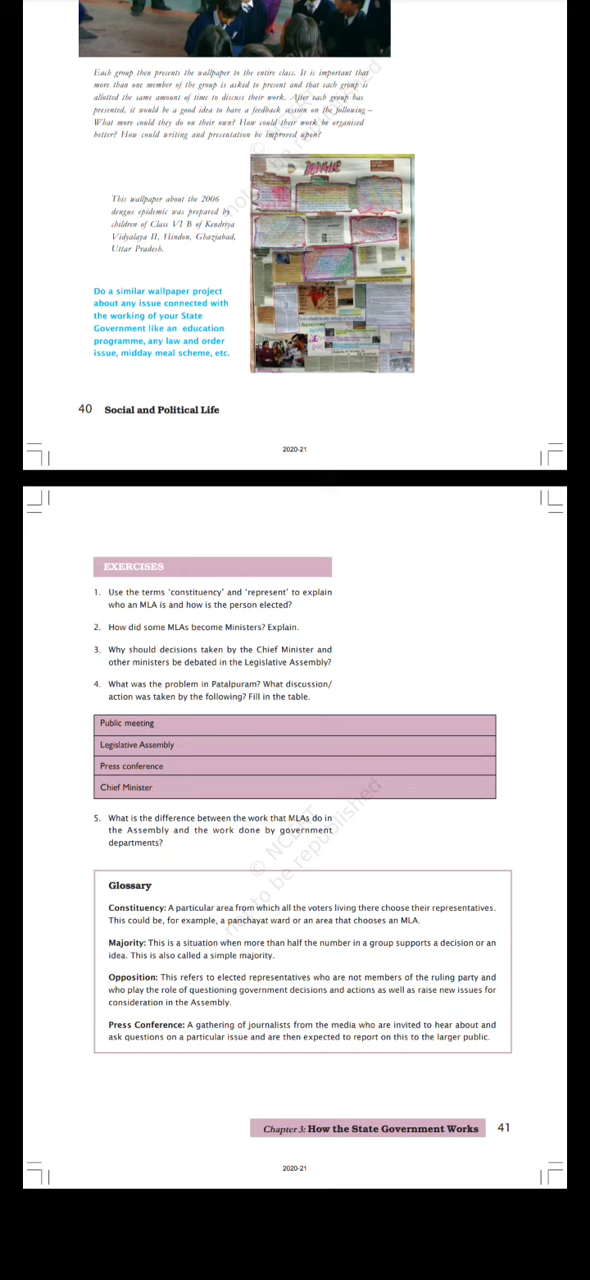 Each group then presents the wallpaper to the entire class. It is important that
more than one member of the group is asked to present and that each group is
allotted the same amount of time to discuss their work. After each group has
presented, it would be a good idea to have a feedback session on the following –
What more could they do on their own? How could their work be organised
better? How could writing and presentation be improved upon?
DENGUE
This wallpaper about the 2006
dengue epidemic was prepared by
children of Class VI B of Kendriya
Vidyalaya II, Hindon, Ghaziabad,
Uttar Pradesh.
Do a similar wallpaper project
about any issue connected with
the working of your State
Government like an education
programme, any law and order
issue, midday meal scheme, etc.
40 Social and Political Life
2020-21
EXERCISES
1. Use the terms ‘constituency’ and ‘represent’ to explain
who an MLA is and how is the person elected?
2. How did some MLAs become Ministers? Explain.
3. Why should decisions taken by the Chief Minister and
other ministers be debated in the Legislative Assembly?
4. What was the problem in Patalpuram? What discussion/
action was taken by the following? Fill in the table.
Public meeting
Legislative Assembly
Press conference
Chief Minister
5. What is the difference between the work that MLAs do in
the Assembly and the work done by government
departments?
© NCERT
not to be republished
Glossary
Constituency: A particular area from which all the voters living there choose their representatives.
This could be, for example, a panchayat ward or an area that chooses an MLA.
Majority: This is a situation when more than half the number in a group supports a decision or an
idea. This is also called a simple majority.
Opposition: This refers to elected representatives who are not members of the ruling party and
who play the role of questioning government decisions and actions as well as raise new issues for
consideration in the Assembly.
Press Conference: A gathering of journalists from the media who are invited to hear about and
ask questions on a particular issue and are then expected to report on this to the larger public.
Chapter 3: How the State Government Works 41
2020-21